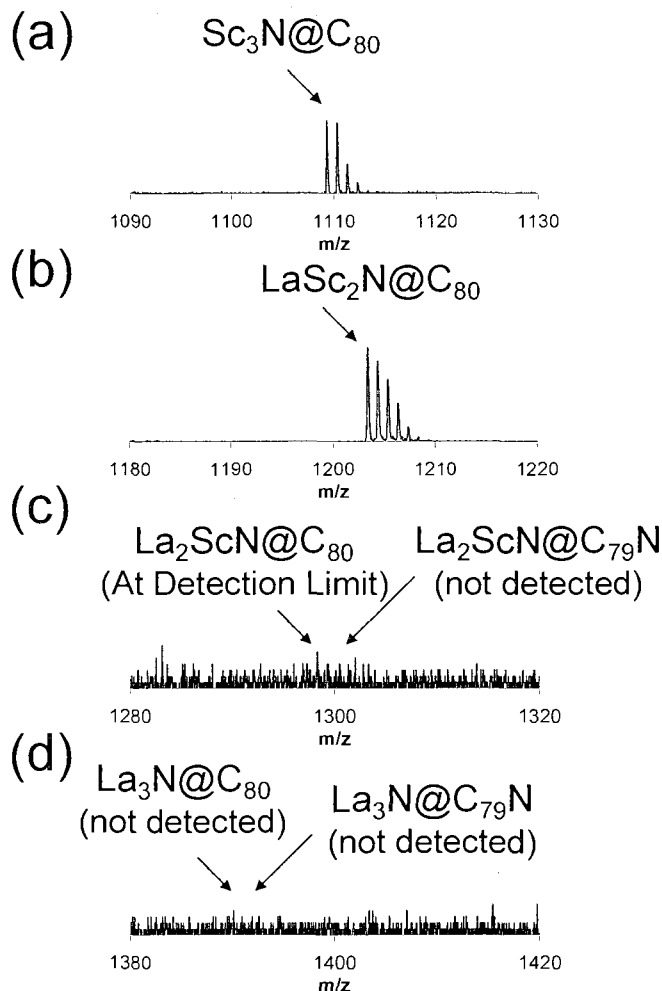 (a)
Sc₃N@C₈₀
1090 1100 1110 1120 1130
m/z
(b)
LaSc₂N@C₈₀
1180 1190 1200 1210 1220
m/z
(c)
La₂ScN@C₈₀ La₂ScN@C₇₉N
(At Detection Limit) (not detected)
1280 1300 1320
m/z
(d)
La₃N@C₈₀ La₃N@C₇₉N
(not detected) (not detected)
1380 1400 1420
m/z